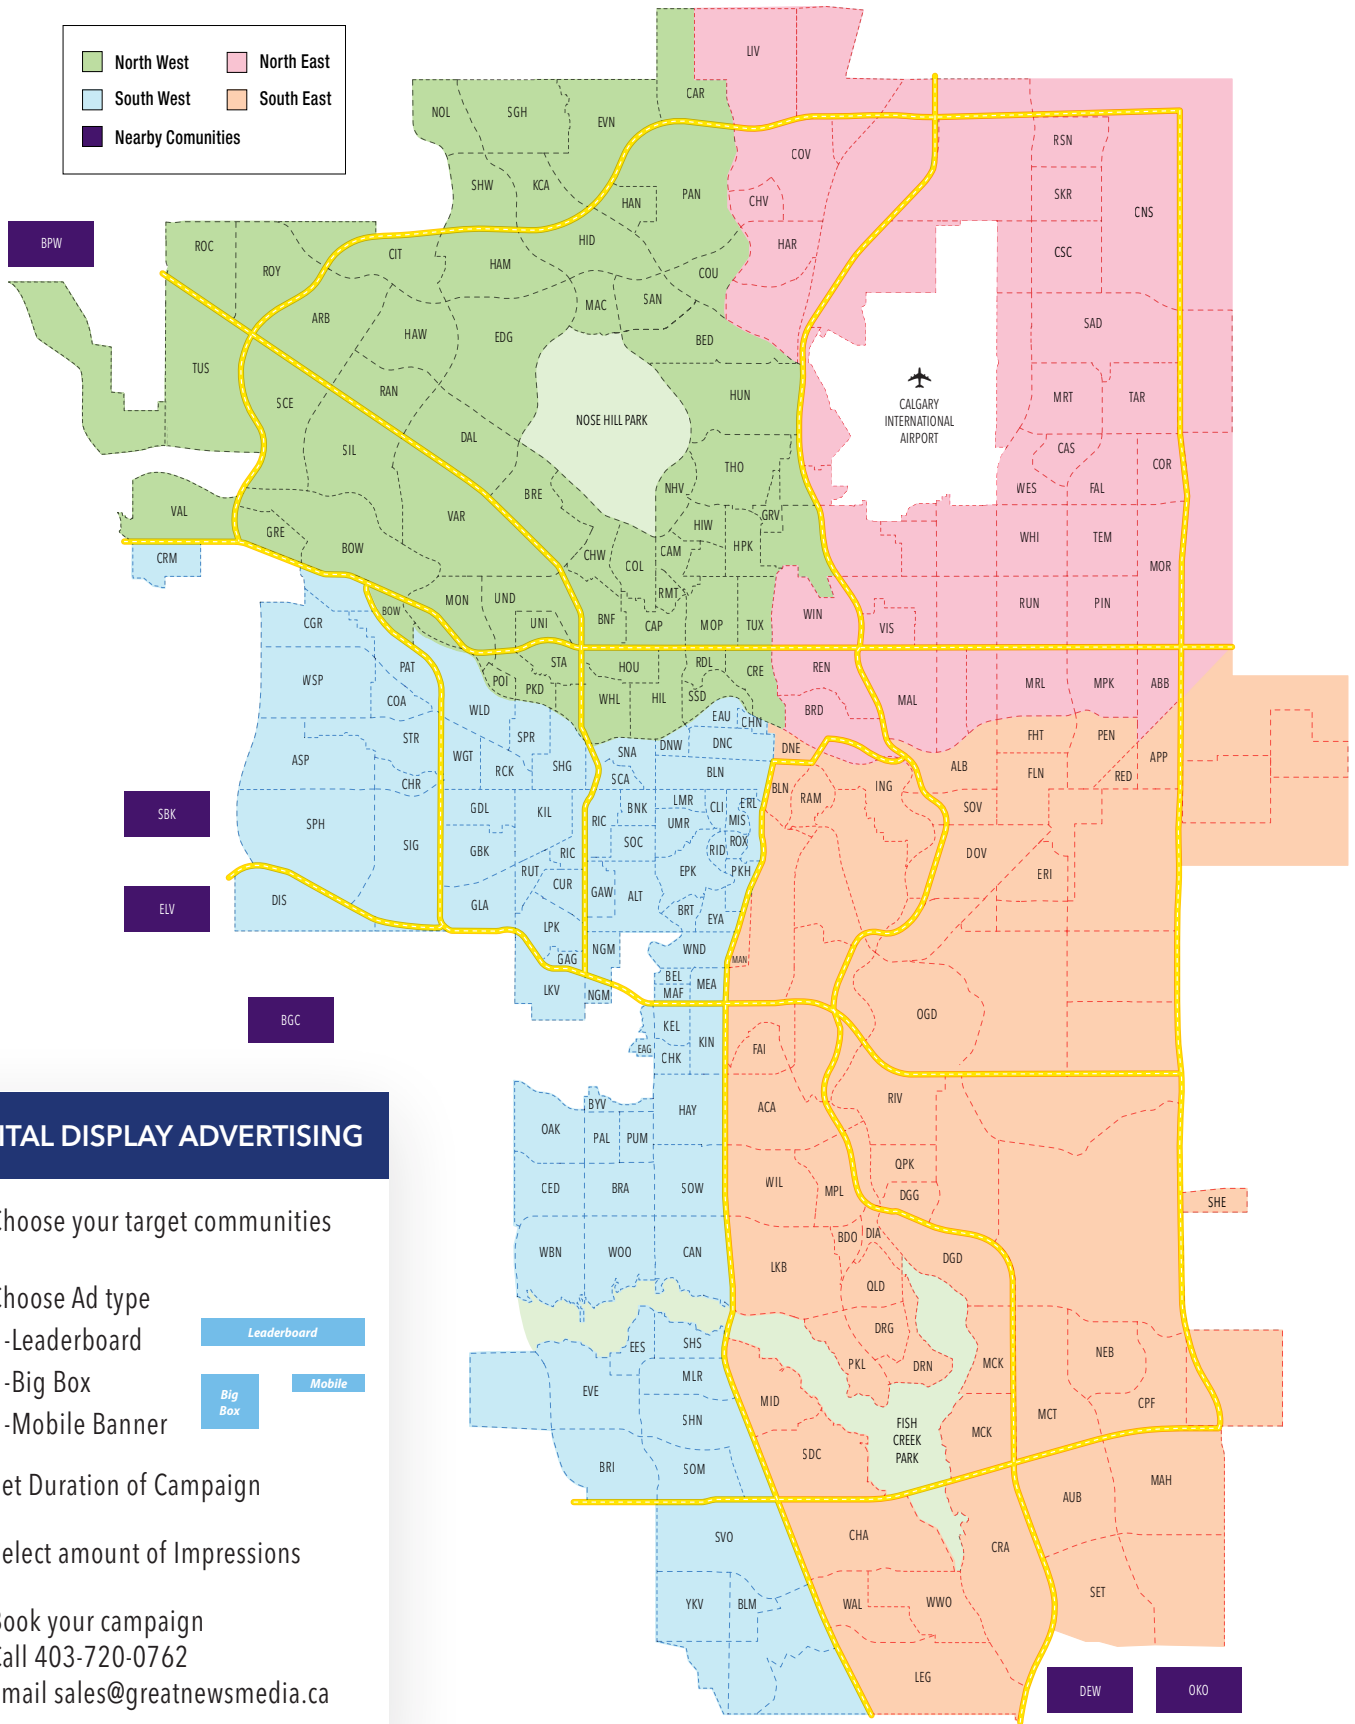 North West
North East
South West
South East
Nearby Comunities
LIV
CAR
NOL
SGH
EVN
RSN
COV
SHW
KCA
HAN
PAN
CHV
SKR
CNS
BPW
ROC
ROY
CIT
HAM
HID
COU
HAR
CSC
ARB
HAW
EDG
MAC
SAN
BED
SAD
TUS
SCE
RAN
NOSE HILL PARK
HUN
CALGARY
INTERNATIONAL
AIRPORT
MRT
TAR
SIL
DAL
BRE
THO
NHV
CAS
COR
WES
FAL
VAL
GRE
BOW
VAR
CHW
COL
CAM
HIW
HPK
GRV
WHI
TEM
MOR
CRM
CGR
BOW
MON
UND
UNI
BNF
CAP
RMT
MOP
TUX
WIN
VIS
RUN
PIN
WSP
PAT
COA
POI
PKD
STA
HOU
WHL
HIL
RDL
SSD
CRE
REN
BRD
MAL
MRL
MPK
ABB
WLD
STR
WGT
RCK
SPR
SHG
SNA
SCA
DNW
DNC
EAU
CHN
DNE
ING
ALB
FHT
PEN
APP
ASP
CHR
BLN
BLN
RAM
FLN
RED
SBK
SPH
SIG
GDL
GBK
KIL
RIC
RIC
BNK
SOC
LMR
UMR
CLI
ERL
MIS
ROX
RID
SOV
DOV
ERI
ELV
DIS
GLA
RUT
CUR
LPK
GAW
ALT
EPK
PKH
BRT
EYA
GAG
NGM
WND
MAN
BGC
LKV
NGM
BEL
MAF
MEA
OGD
KEL
KIN
EAG
CHK
FAI
OAK
BYV
PAL
PUM
HAY
ACA
RIV
CED
BRA
SOW
WIL
MPL
QPK
DGG
SHE
WBN
WOO
CAN
LKB
BDO
DIA
DGD
QLD
EES
SHS
DRG
EVE
MLR
PKL
DRN
MCK
NEB
SHN
MID
FISH
CREEK
PARK
MCK
MCT
CPF
BRI
SOM
SDC
AUB
MAH
SVO
CHA
CRA
YKV
BLM
WAL
WWO
SET
LEG
DEW
OKO
ITAL DISPLAY ADVERTISING
Choose your target communities
Choose Ad type
-Leaderboard
-Big Box
-Mobile Banner
Leaderboard
Big
Box
Mobile
et Duration of Campaign
elect amount of Impressions
Book your campaign
Call 403-720-0762
mail sales@greatnewsmedia.ca